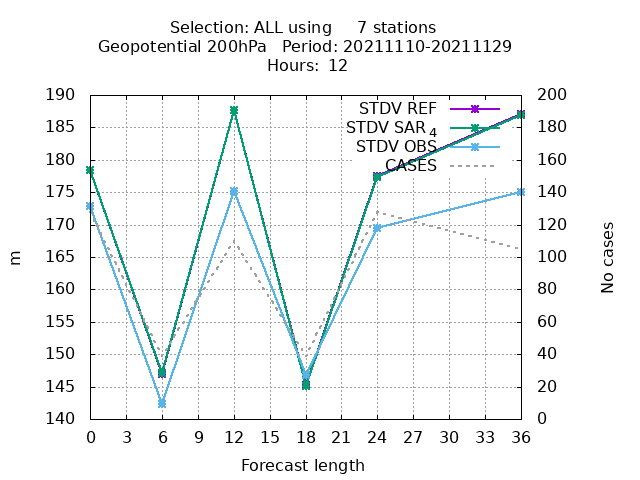 Selection: ALL using 7 stations
Geopotential 200hPa Period: 20211110-20211129
Hours: 12
190 200
STDV REF
185 180
STDV SAR 4
180 160
STDV OBS
CASES
175 140
170 120
165 100
160 80
155 60
150 40
145 20
140 0
m
No cases
0 3 6 9 12 15 18 21 24 27 30 33 36
Forecast length